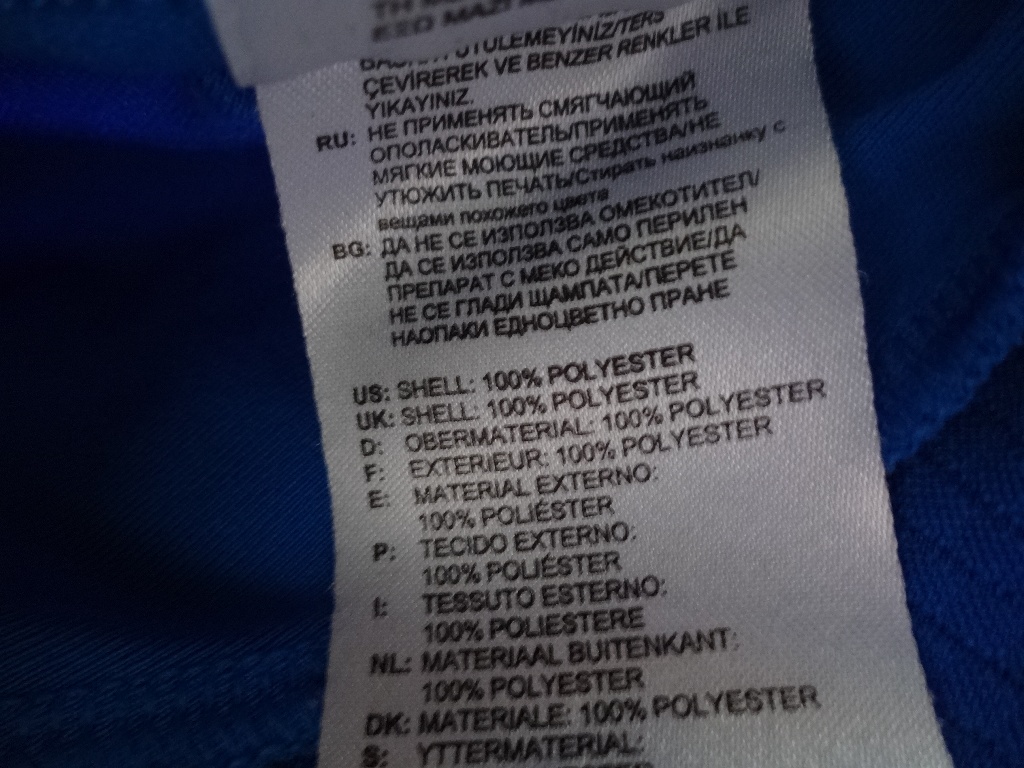 ÇEVİREREK VE BENZER RENKLER İLE
YIKAYINIZ.
RU: НЕ ПРИМЕНЯТЬ СМЯГЧАЮЩИЙ
ОПОЛАСКИВАТЕЛЬ/ПРИМЕНЯТЬ
МЯГКИЕ МОЮЩИЕ СРЕДСТВА/НЕ
УТЮЖИТЬ ПЕЧАТЬ/Стирать наизнанку с
вещами похожего цвета
BG: ДА НЕ СЕ ИЗПОЛЗВА ОМЕКОТИТЕЛ/
ДА СЕ ИЗПОЛЗВА САМО ПЕРИЛЕН
ПРЕПАРАТ С МЕКО ДЕЙСТВИЕ/ДА
НЕ СЕ ГЛАДИ ЩАМПАТА/ПЕРЕТЕ
НАОПАКИ ЕДНОЦВЕТНО ПРАНЕ
US: SHELL: 100% POLYESTER
UK: SHELL: 100% POLYESTER
D: OBERMATERIAL: 100% POLYESTER
F: EXTERIEUR: 100% POLYESTER
E: MATERIAL EXTERNO:
100% POLIÉSTER
P: TECIDO EXTERNO:
100% POLIÉSTER
I: TESSUTO ESTERNO:
100% POLIESTERE
NL: MATERIAAL BUITENKANT:
100% POLYESTER
DK: MATERIALE: 100% POLYESTER
S: YTTERMATERIAL: